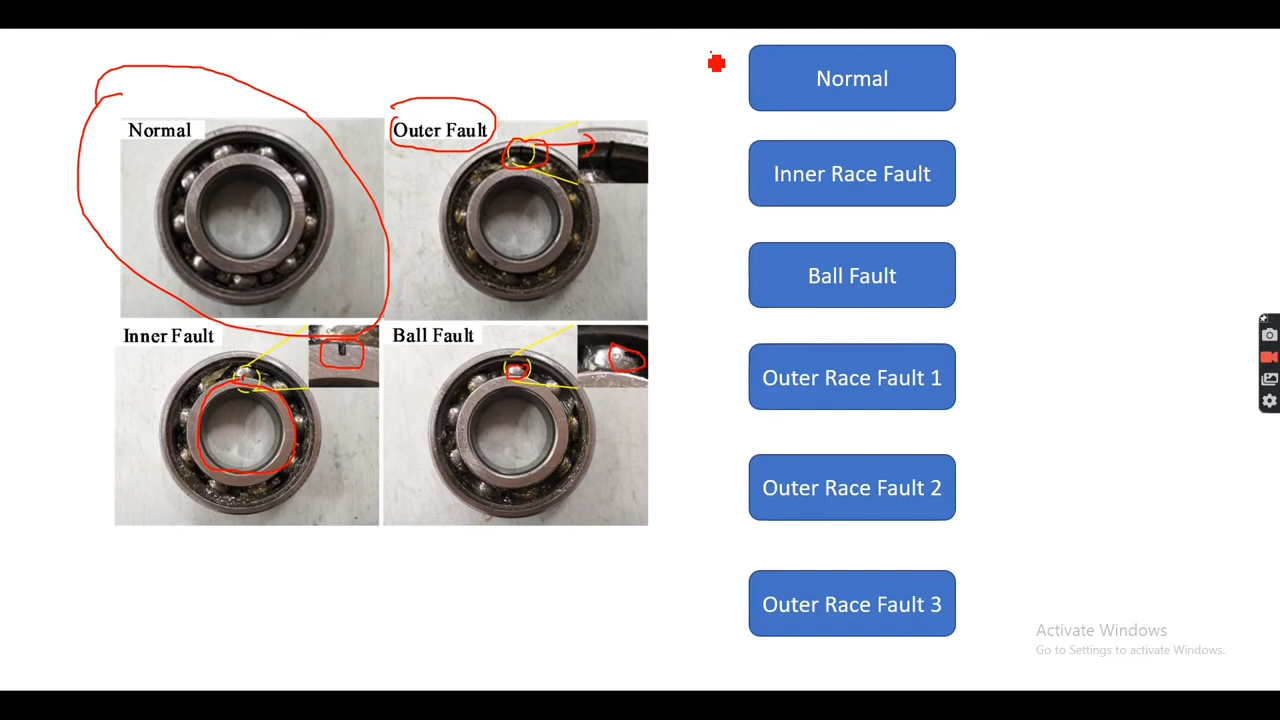 Normal
Outer Fault
Inner Fault
Ball Fault
Normal
Inner Race Fault
Ball Fault
Outer Race Fault 1
Outer Race Fault 2
Outer Race Fault 3
Activate Windows
Go to Settings to activate Windows.